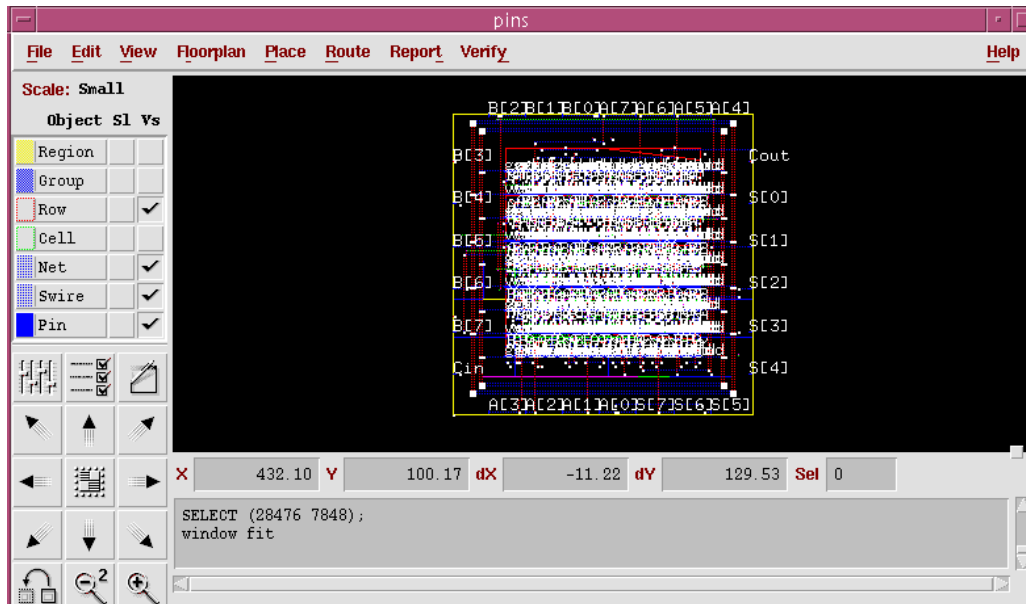 pins
File Edit View Floorplan Place Route Report Verify Help
Scale: Small
Object Sl Vs
Region
Group
Row
Cell
Net
Swire
Pin
B[2] B[1] B[0] A[7] A[6] A[5] A[4]
B[3] Cout
B[4] S[0]
B[5] S[1]
B[6] S[2]
B[7] S[3]
Cin S[4]
A[3] A[2] A[1] A[0] S[7] S[6] S[5]
X 432.10 Y 100.17 dX -11.22 dY 129.53 Sel 0
SELECT (28476 7848);
window fit
2